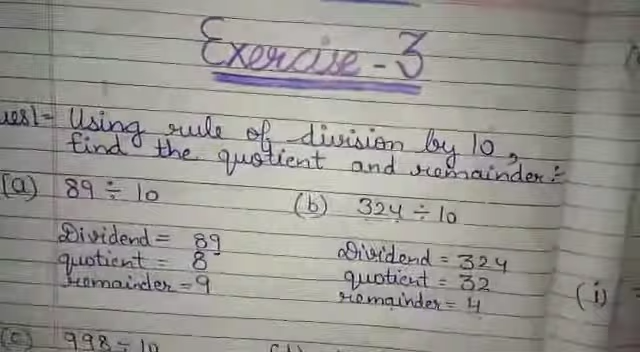 Exercise - 3
Using rule of division by 10,
find the quotient and remainder :-
(a) 89 ÷ 10
(b) 324 ÷ 10
Dividend = 89
quotient = 8
remainder = 9
Dividend = 324
quotient = 32
remainder = 4
(i)
(c) 998 ÷ 10